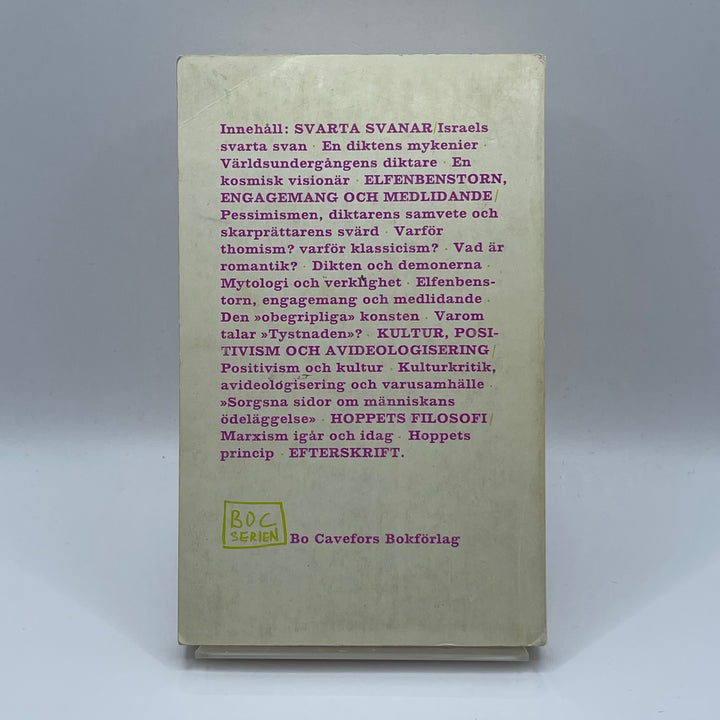 Innehåll: SVARTA SVANAR/Israels
svarta svan · En diktens mykenier ·
Världsundergångens diktare · En
kosmisk visionär · ELFENBENSTORN,
ENGAGEMANG OCH MEDLIDANDE/
Pessimismen, diktarens samvete och
skarprättarens svärd · Varför
thomism? varför klassicism? · Vad är
romantik? · Dikten och demonerna ·
Mytologi och verklighet · Elfenbens-
torn, engagemang och medlidande ·
Den »obegripliga» konsten · Varom
talar »Tystnaden»? · KULTUR, POSI-
TIVISM OCH AVIDEOLOGISERING/
Positivism och kultur · Kulturkritik,
avideologisering och varusamhälle ·
»Sorgsna sidor om människans
ödeläggelse» · HOPPETS FILOSOFI/
Marxism igår och idag · Hoppets
princip · EFTERSKRIFT.
BOC
SERIEN
Bo Cavefors Bokförlag